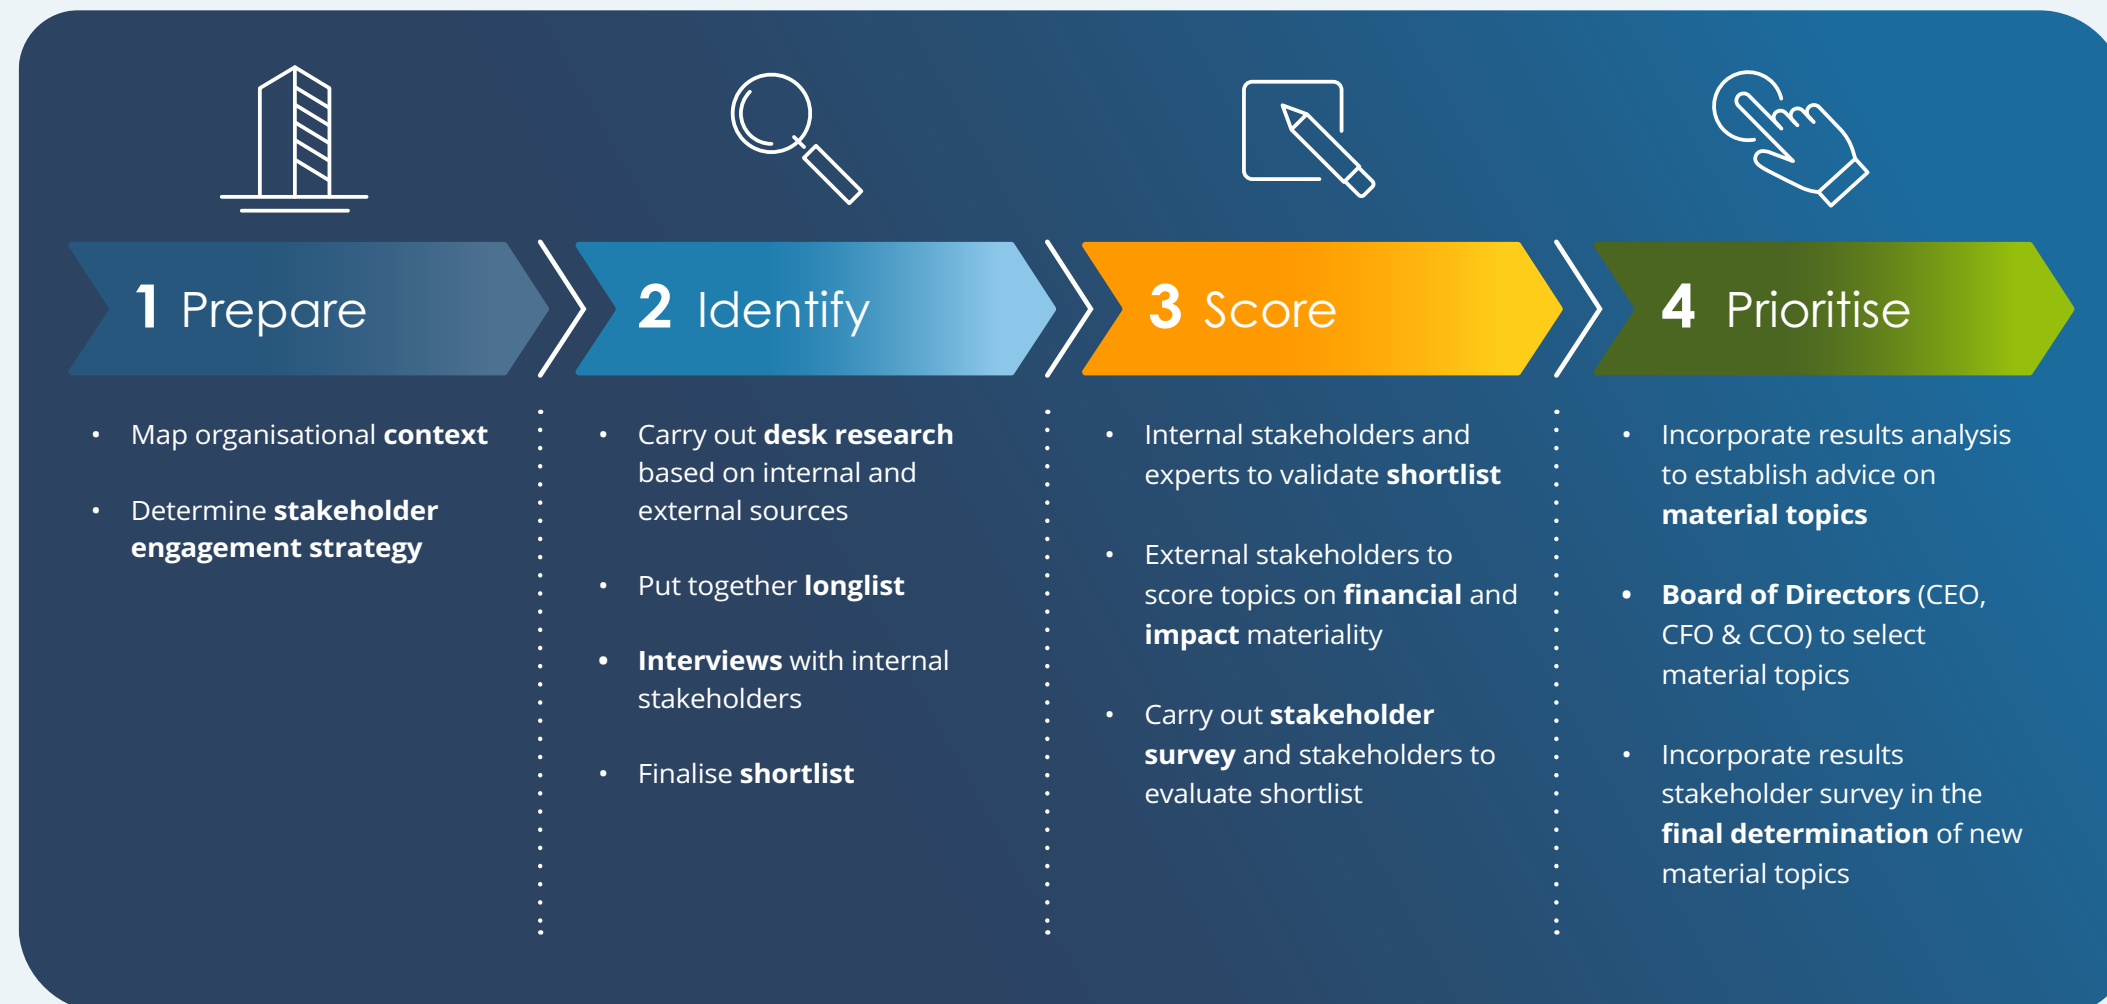 1 Prepare
• Map organisational context
• Determine stakeholder
engagement strategy
2 Identify
• Carry out desk research
based on internal and
external sources
• Put together longlist
• Interviews with internal
stakeholders
• Finalise shortlist
3 Score
• Internal stakeholders and
experts to validate shortlist
• External stakeholders to
score topics on financial and
impact materiality
• Carry out stakeholder
survey and stakeholders to
evaluate shortlist
4 Prioritise
• Incorporate results analysis
to establish advice on
material topics
• Board of Directors (CEO,
CFO & CCO) to select
material topics
• Incorporate results
stakeholder survey in the
final determination of new
material topics